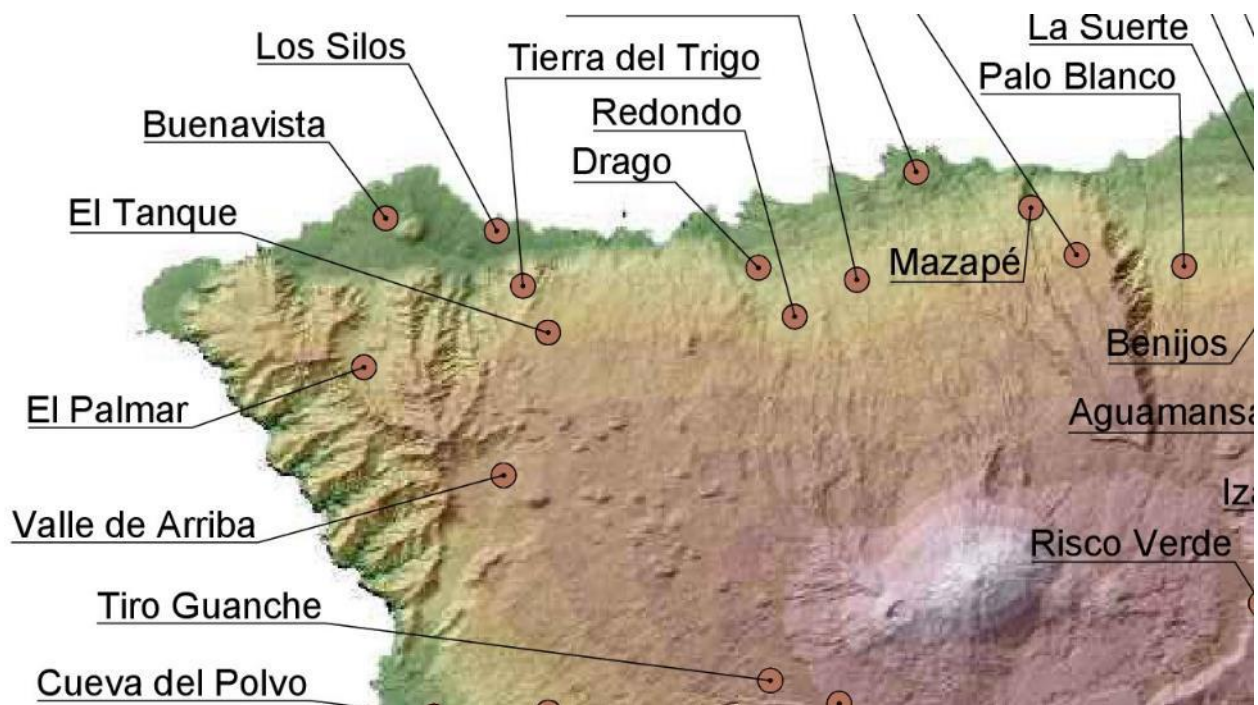 La Suerte
Los Silos
Tierra del Trigo
Palo Blanco
Redondo
Buenavista
Drago
El Tanque
Mazapé
Benijos
El Palmar
Aguamansa
Valle de Arriba
Iza
Risco Verde
Tiro Guanche
Cueva del Polvo